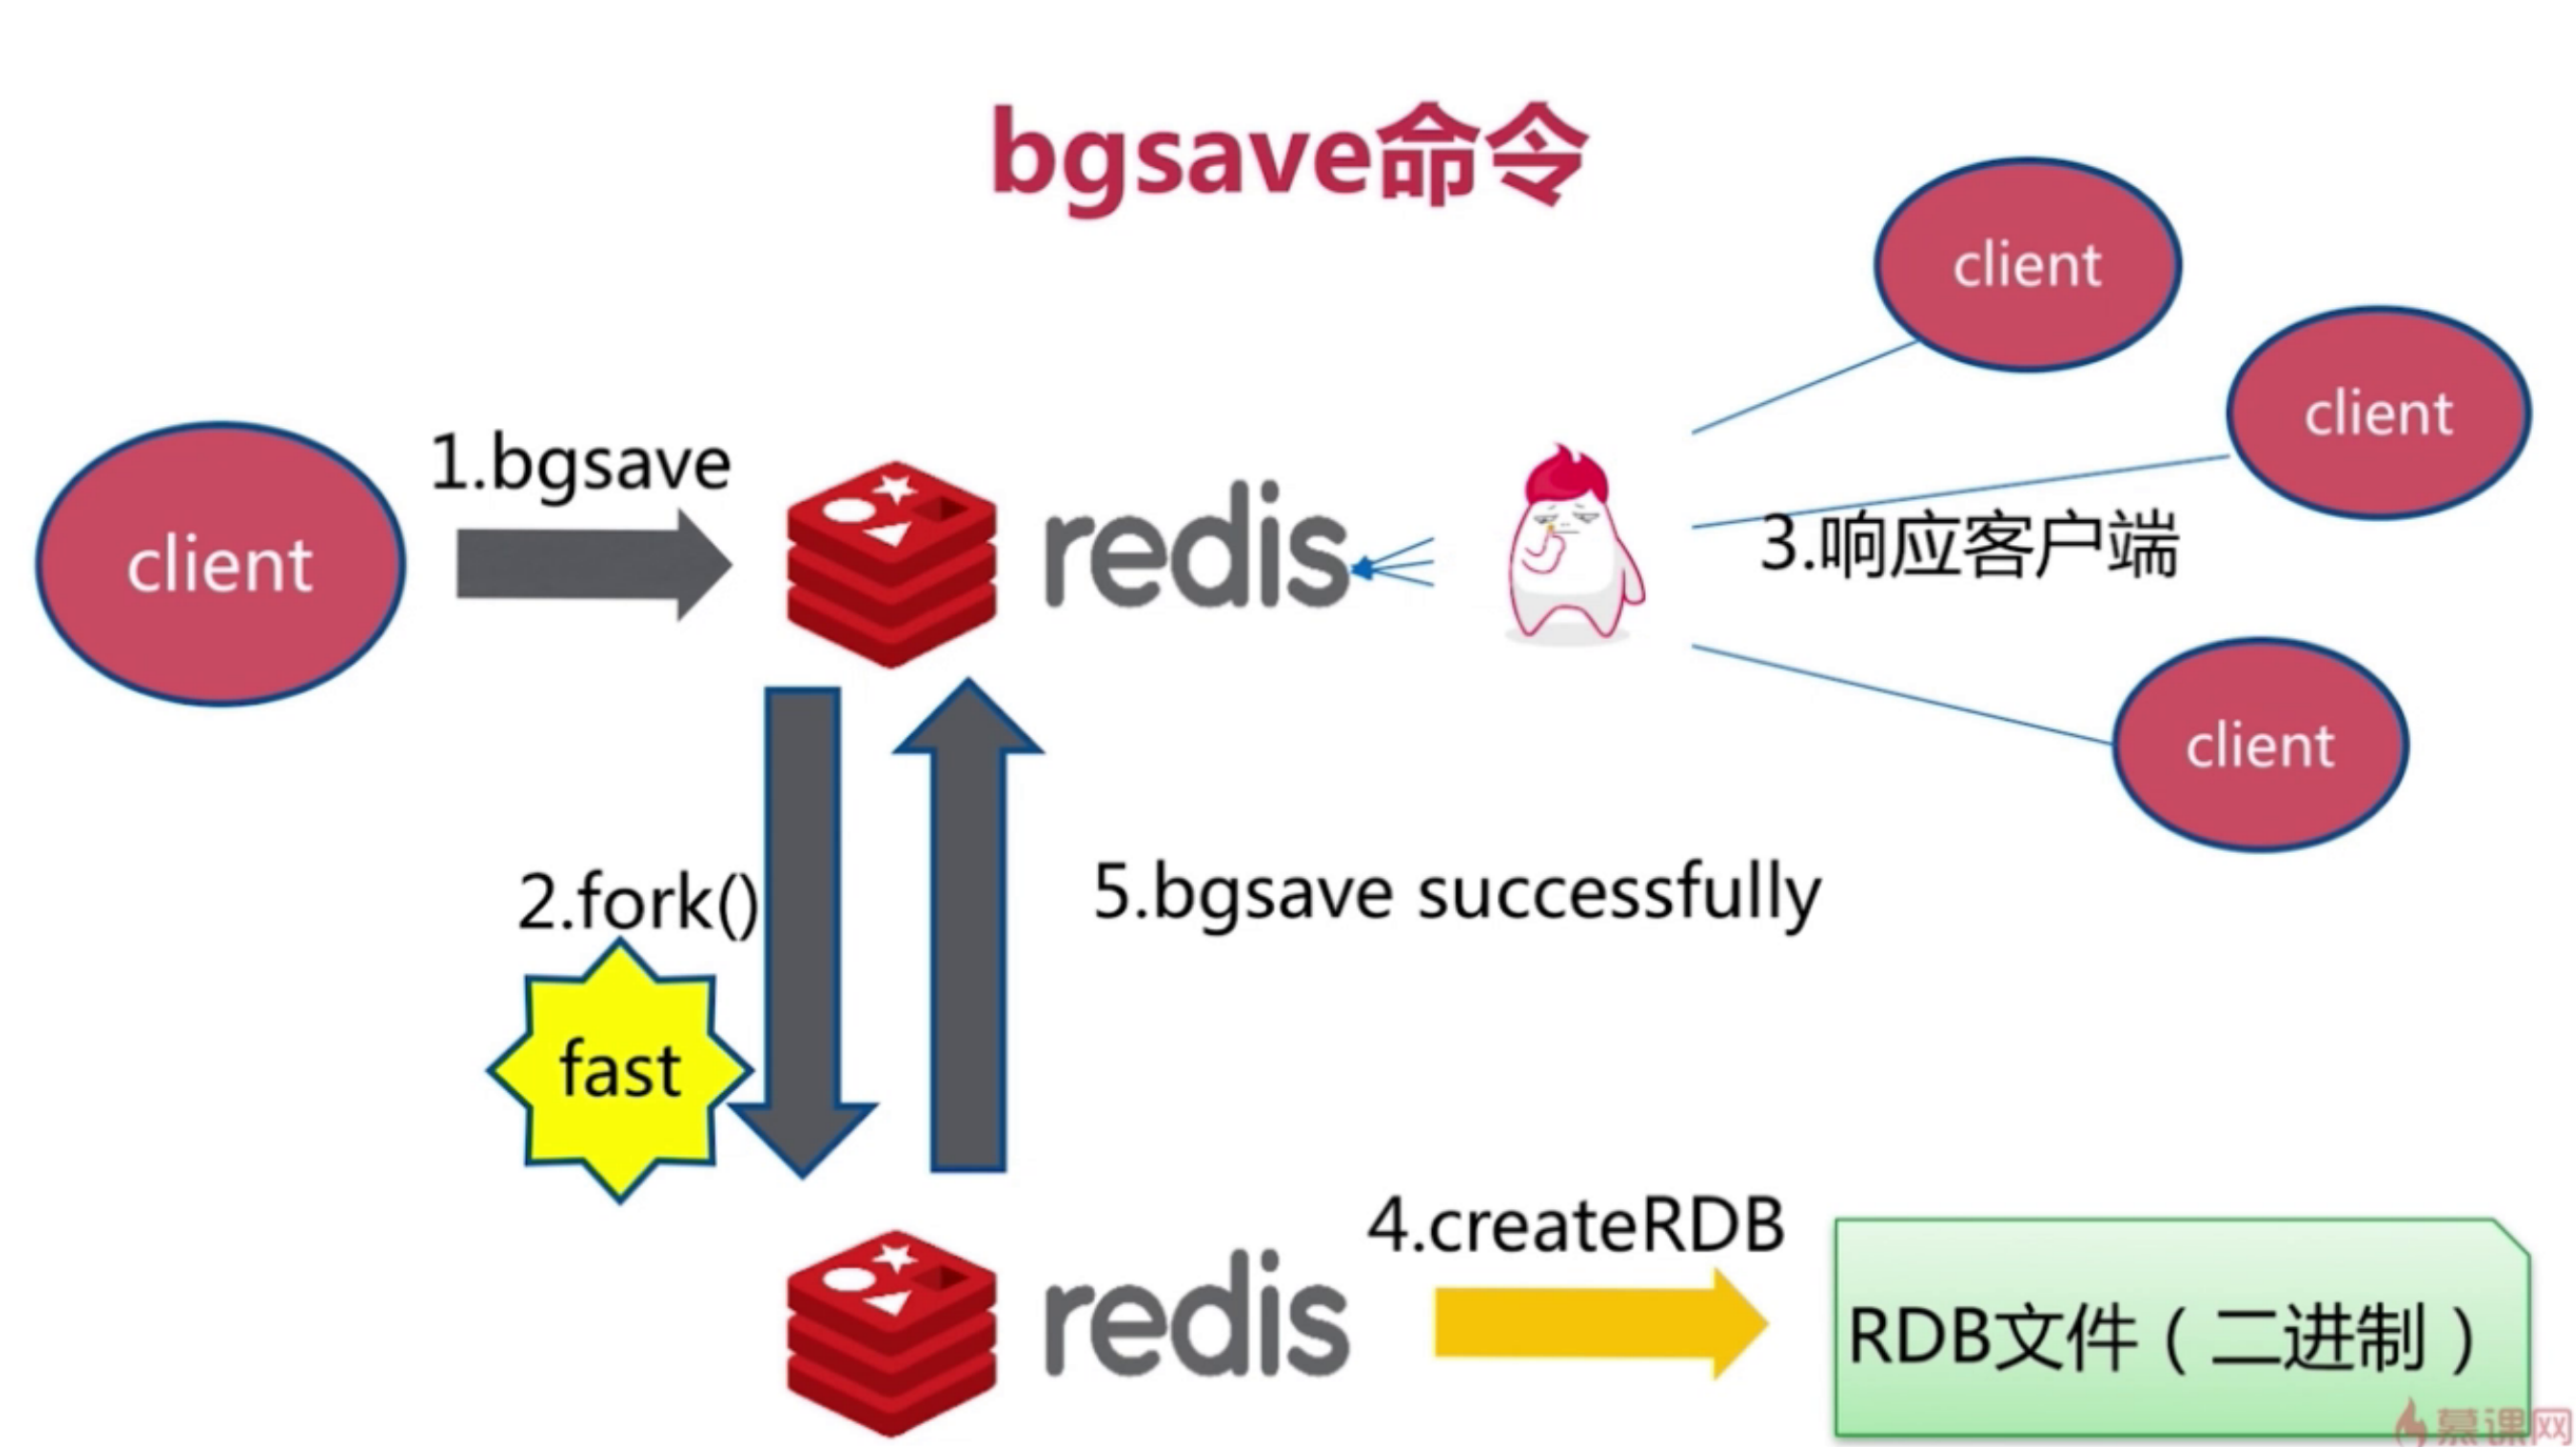 bgsave命令
client
client
1.bgsave
client
redis
3.响应客户端
client
2.fork()
5.bgsave successfully
fast
4.createRDB
redis
RDB文件（二进制）
慕课网